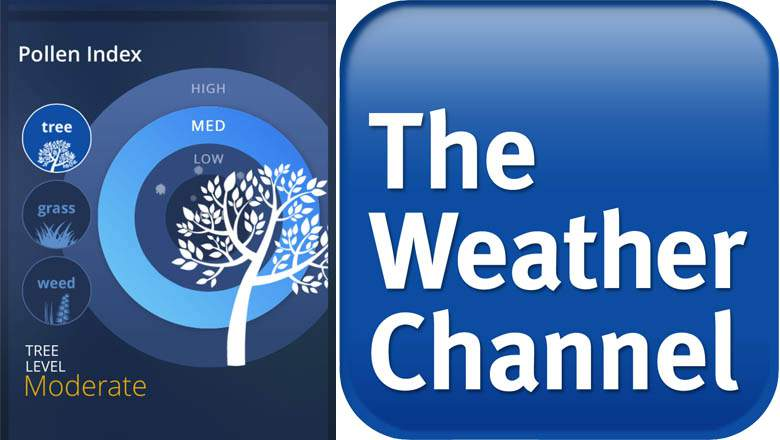 Pollen Index
HIGH
MED
LOW
tree
grass
weed
TREE
LEVEL
Moderate
The
Weather
Channel